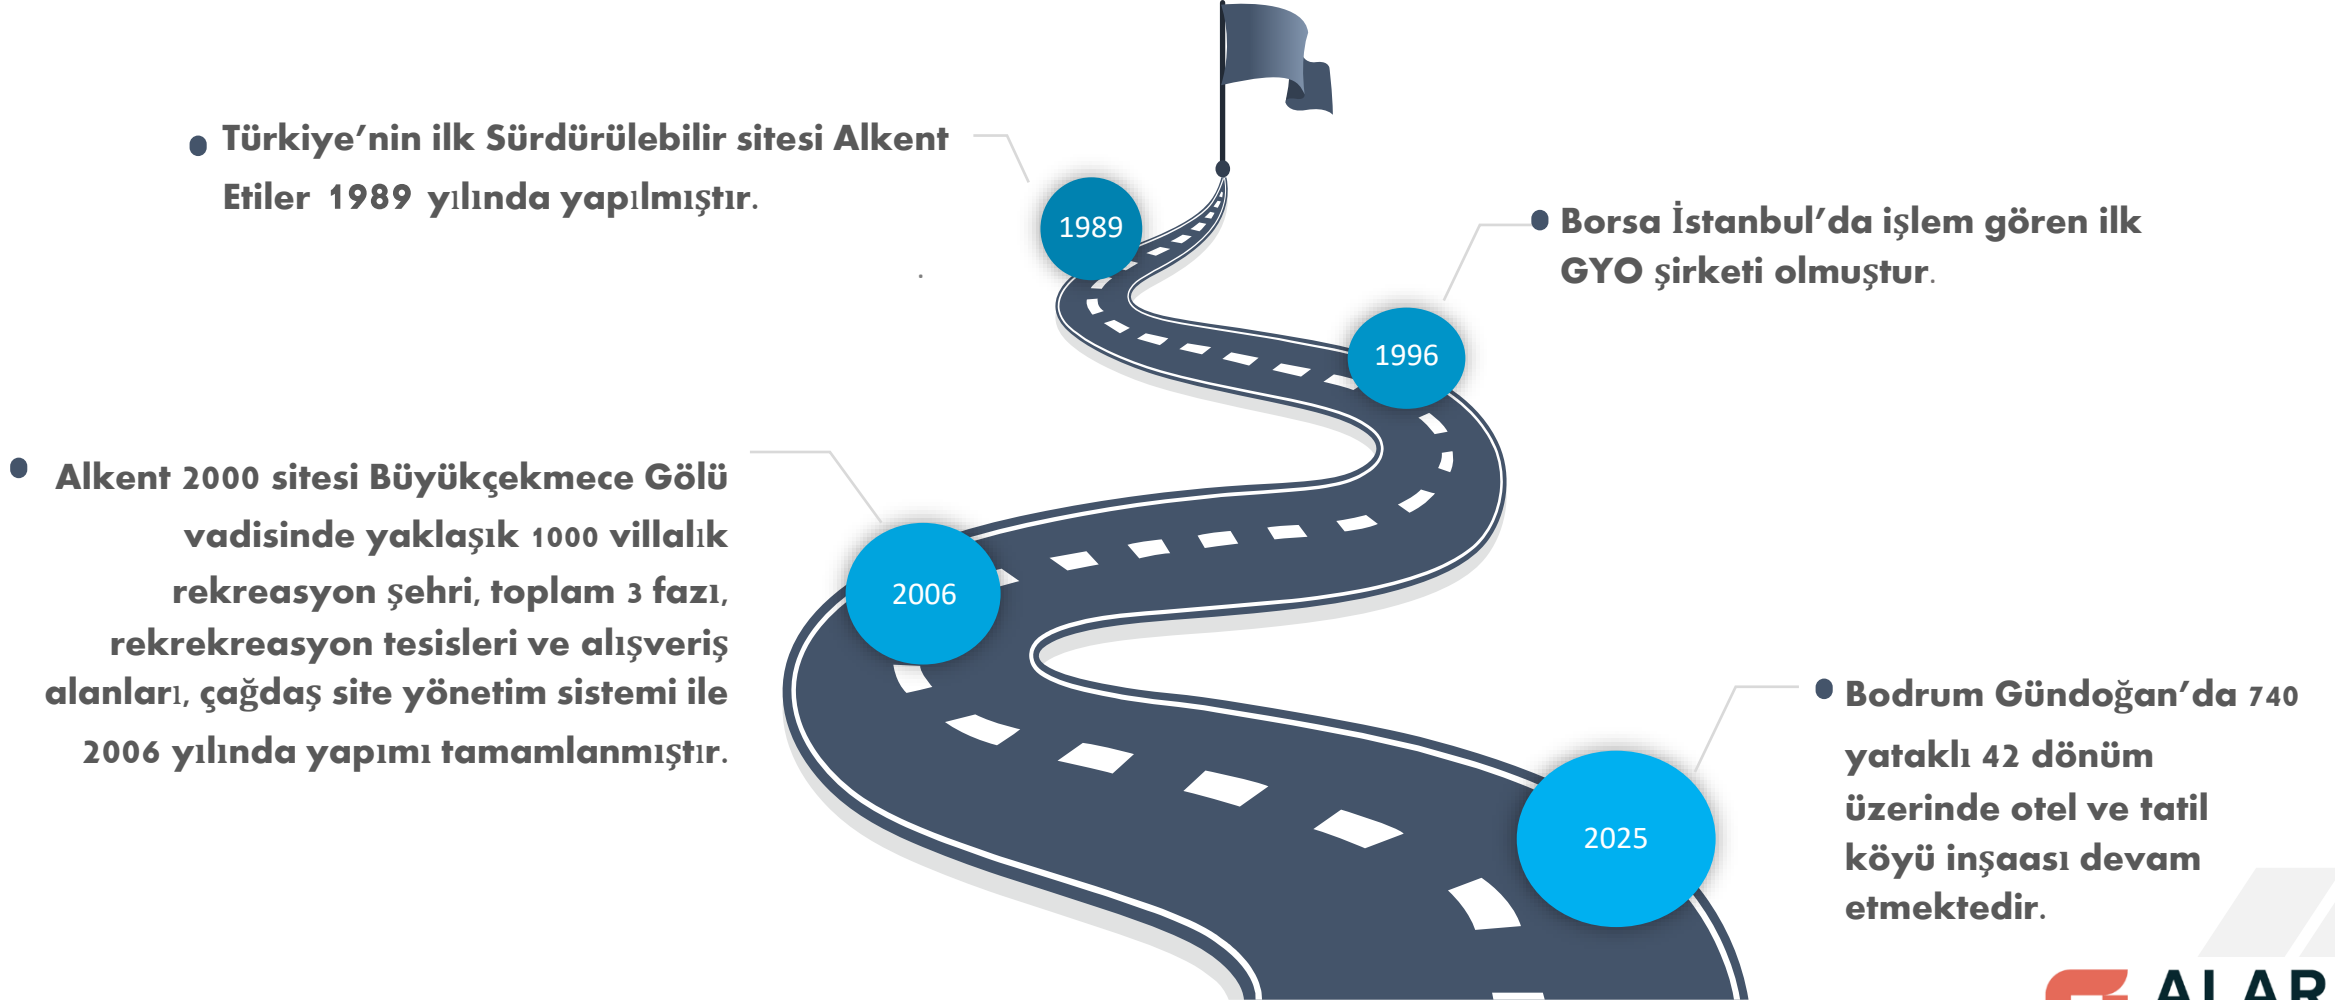 Türkiye’nin ilk Sürdürülebilir sitesi Alkent
Etiler 1989 yılında yapılmıştır.
.
1989
Borsa İstanbul’da işlem gören ilk
GYO şirketi olmuştur.
1996
Alkent 2000 sitesi Büyükçekmece Gölü
vadisinde yaklaşık 1000 villalık
rekreasyon şehri, toplam 3 fazı,
rekrekreasyon tesisleri ve alışveriş
alanları, çağdaş site yönetim sistemi ile
2006 yılında yapımı tamamlanmıştır.
2006
Bodrum Gündoğan’da 740
yataklı 42 dönüm
üzerinde otel ve tatil
köyü inşaası devam
etmektedir.
2025
ALAR